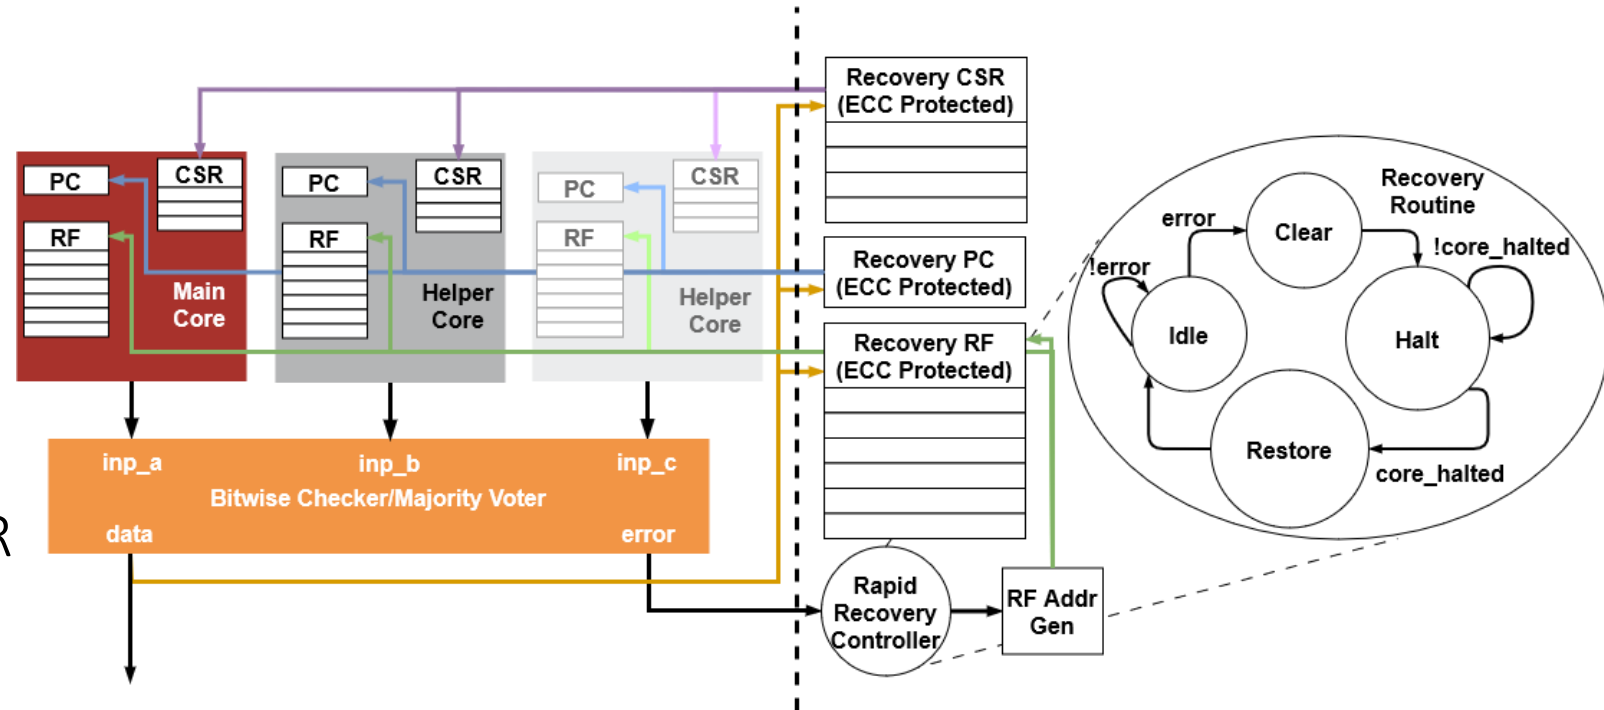 Recovery CSR
(ECC Protected)
PC
CSR
RF
Main
Core
PC
CSR
RF
Helper
Core
PC
CSR
RF
Helper
Core
Recovery PC
(ECC Protected)
Recovery RF
(ECC Protected)
inp_a
inp_b
inp_c
Bitwise Checker/Majority Voter
data
error
R
Rapid
Recovery
Controller
RF Addr
Gen
Recovery
Routine
error
Clear
!core_halted
!error
Idle
Halt
Restore
core_halted